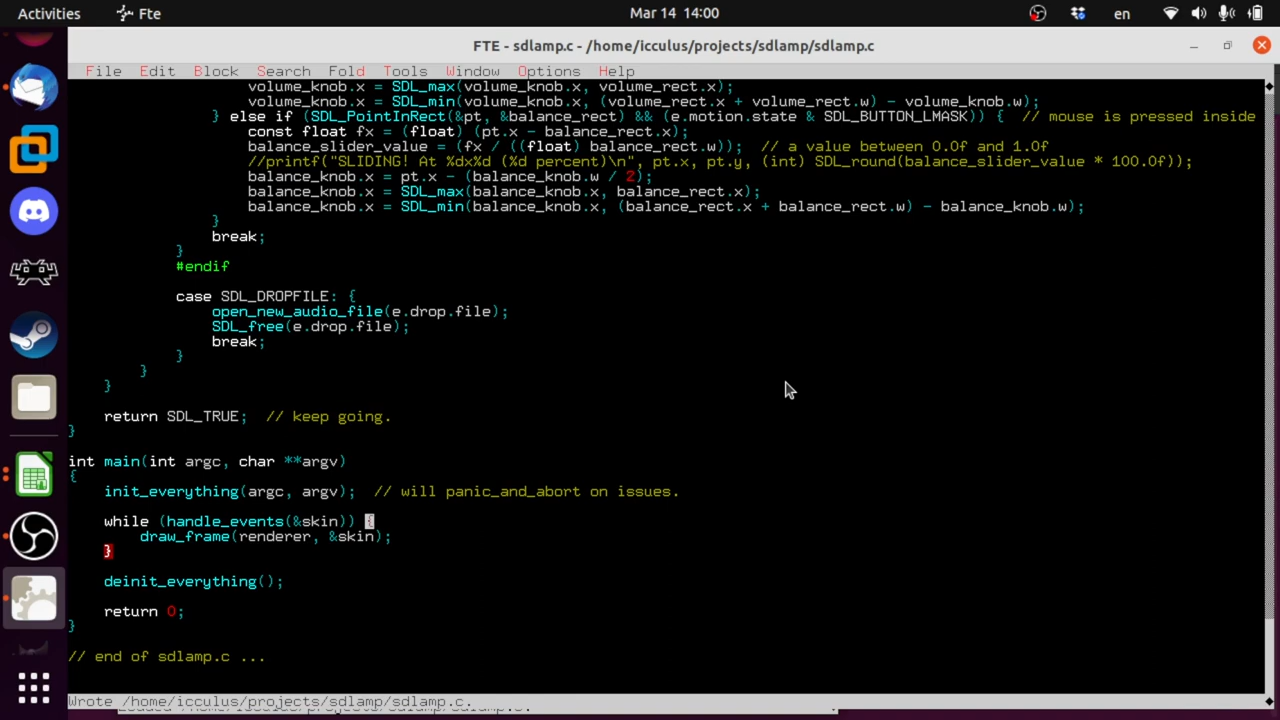 Activities Fte Mar 14 14:00 en
FTE - sdlamp.c - /home/icculus/projects/sdlamp/sdlamp.c
File Edit Block Search Fold Tools Window Options Help
volume_knob.x = SDL_max(volume_knob.x, volume_rect.x);
volume_knob.x = SDL_min(volume_knob.x, (volume_rect.x + volume_rect.w) - volume_knob.w);
} else if (SDL_PointInRect(&pt, &balance_rect) && (e.motion.state & SDL_BUTTON_LMASK)) { // mouse is pressed inside
const float fx = (float) (pt.x - balance_rect.x);
balance_slider_value = (fx / ((float) balance_rect.w)); // a value between 0.0f and 1.0f
//printf("SLIDING! At %dx%d (%d percent)\n", pt.x, pt.y, (int) SDL_round(balance_slider_value * 100.0f));
balance_knob.x = pt.x - (balance_knob.w / 2);
balance_knob.x = SDL_max(balance_knob.x, balance_rect.x);
balance_knob.x = SDL_min(balance_knob.x, (balance_rect.x + balance_rect.w) - balance_knob.w);
}
break;
}
#endif
case SDL_DROPFILE: {
open_new_audio_file(e.drop.file);
SDL_free(e.drop.file);
break;
}
}
}
return SDL_TRUE; // keep going.
}
int main(int argc, char **argv)
{
init_everything(argc, argv); // will panic_and_abort on issues.
while (handle_events(&skin)) {
draw_frame(renderer, &skin);
}
deinit_everything();
return 0;
}
// end of sdlamp.c ...
Wrote /home/icculus/projects/sdlamp/sdlamp.c.